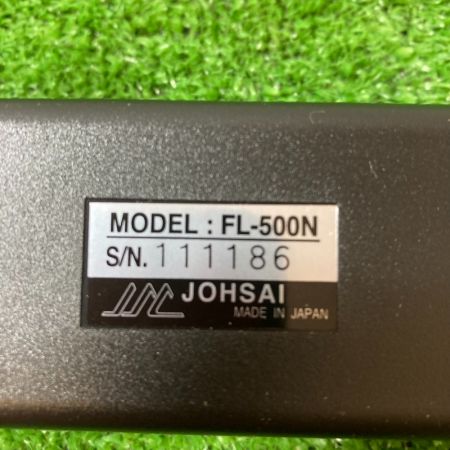 MODEL : FL-500N
S/N. 111186
JOHSAI
MADE IN JAPAN